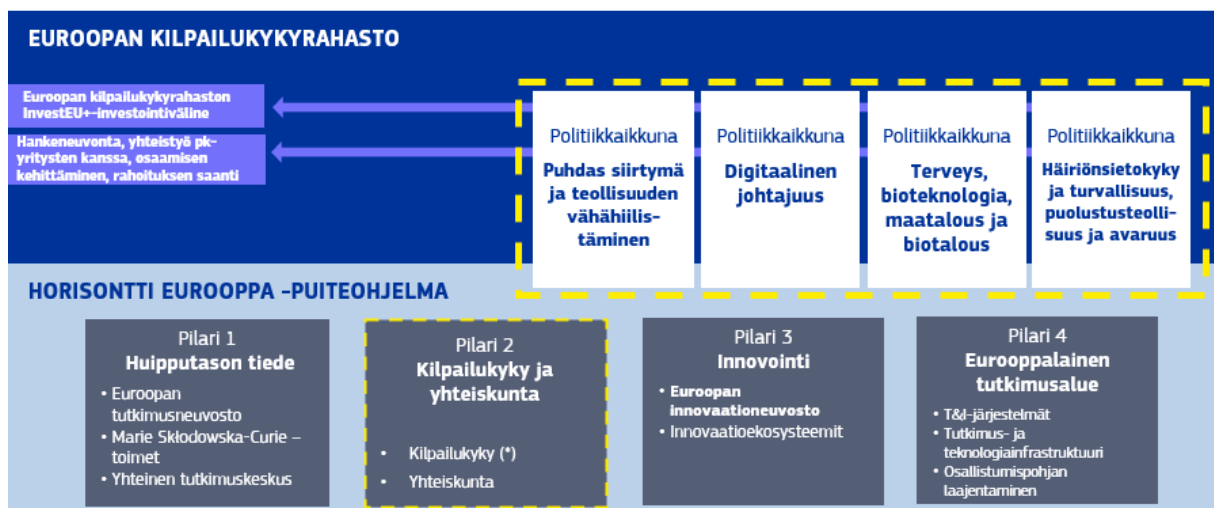 EUROOPAN KILPAILUKYKYRAHASTO
Euroopan kilpailukykyrahaston
InvestEU+-investointiväline
Hankeneuvonta, yhteistyö pk-
yritysten kanssa, osaamisen
kehittäminen, rahoituksen saanti
Politiikkaikkuna
Puhdas siirtymä
ja teollisuuden
vähähiilis-
täminen
Politiikkaikkuna
Digitaalinen
johtajuus
Politiikkaikkuna
Terveys,
bioteknologia,
maatalous ja
biotalous
Politiikkaikkuna
Häiriönsietokyky
ja turvallisuus,
puolustusteolli-
suus ja avaruus
HORISONTTI EUROOPPA -PUITEOHJELMA
Pilari 1
Huipputason tiede
• Euroopan
tutkimusneuvosto
• Marie Skłodowska-Curie –
toimet
• Yhteinen tutkimuskeskus
Pilari 2
Kilpailukyky ja
yhteiskunta
• Kilpailukyky (*)
• Yhteiskunta
Pilari 3
Innovointi
• Euroopan
innovaationeuvosto
• Innovaatioekosysteemit
Pilari 4
Eurooppalainen
tutkimusalue
• T&I-järjestelmät
• Tutkimus- ja
teknologiainfrastruktuuri
• Osallistumispohjan
laajentaminen